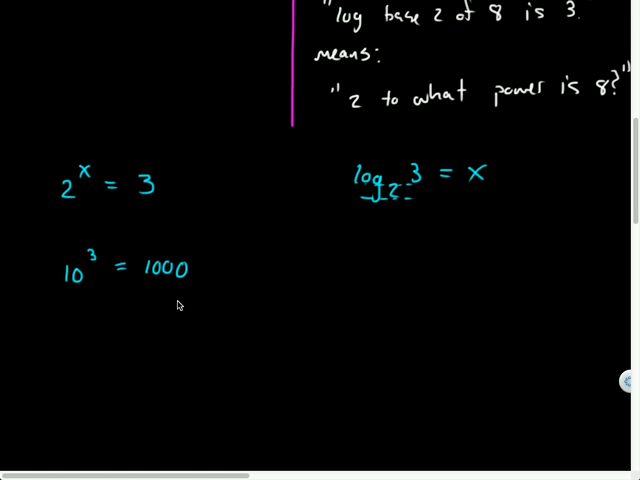 "log base 2 of 8 is 3.
means:
"2 to what power is 8?"
2^x = 3
log_2 3 = x
10^3 = 1000